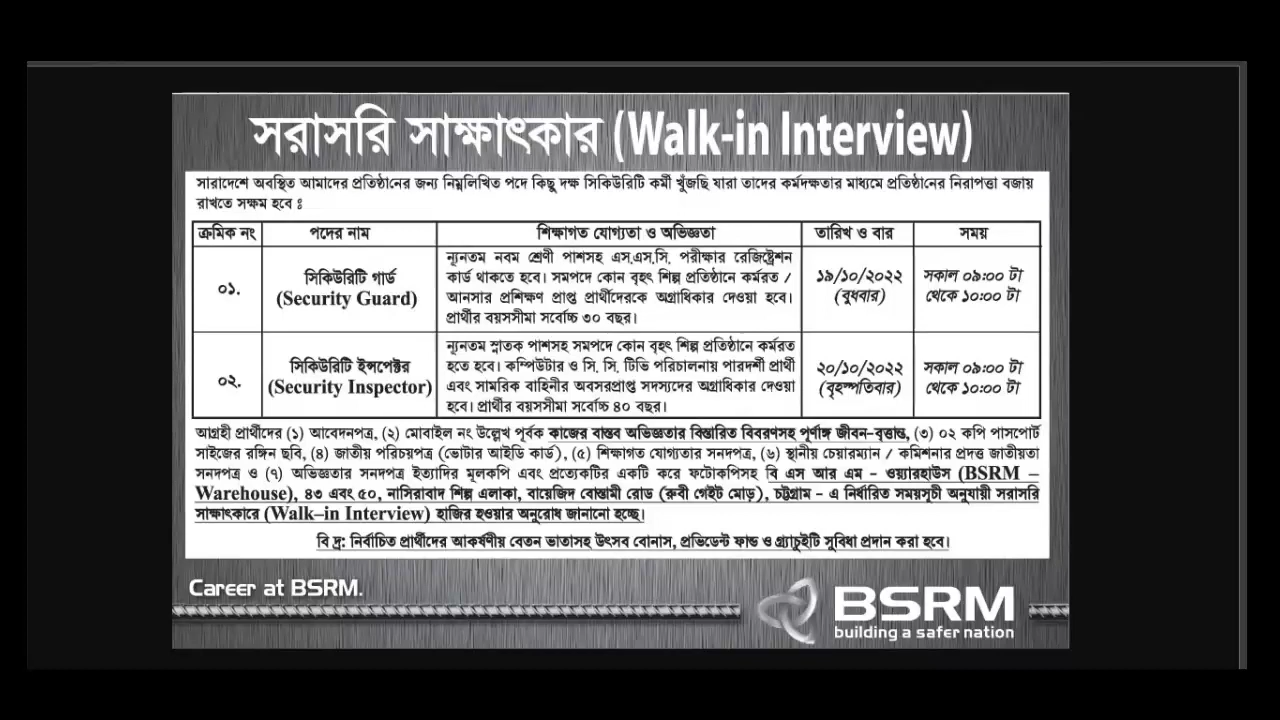 সরাসরি সাক্ষাৎকার (Walk-in Interview)
সারাদেশে অবস্থিত আমাদের প্রতিষ্ঠানের জন্য নিম্নলিখিত পদে কিছু দক্ষ সিকিউরিটি কর্মী খুঁজছি যারা তাদের কর্মদক্ষতার মাধ্যমে প্রতিষ্ঠানের নিরাপত্তা বজায়
রাখতে সক্ষম হবে ঃ
ক্রমিক নং পদের নাম শিক্ষাগত যোগ্যতা ও অভিজ্ঞতা তারিখ ও বার সময়
০১.
সিকিউরিটি গার্ড
(Security Guard)
ন্যূনতম নবম শ্রেণী পাশসহ এস.এস.সি. পরীক্ষার রেজিষ্ট্রেশন
কার্ড থাকতে হবে। সমপদে কোন বৃহৎ শিল্প প্রতিষ্ঠানে কর্মরত /
আনসার প্রশিক্ষণ প্রাপ্ত প্রার্থীদেরকে অগ্রাধিকার দেওয়া হবে।
প্রার্থীর বয়সসীমা সর্বোচ্চ ৩০ বছর।
১৯/১০/২০২২
(বুধবার)
সকাল ০৯:০০ টা
থেকে ১০:০০ টা
০২.
সিকিউরিটি ইন্সপেক্টর
(Security Inspector)
ন্যূনতম স্নাতক পাশসহ সমপদে কোন বৃহৎ শিল্প প্রতিষ্ঠানে কর্মরত
হতে হবে। কম্পিউটার ও সি. সি. টিভি পরিচালনায় পারদর্শী প্রার্থী
এবং সামরিক বাহিনীর অবসরপ্রাপ্ত সদস্যদের অগ্রাধিকার দেওয়া
হবে। প্রার্থীর বয়সসীমা সর্বোচ্চ ৪০ বছর।
২০/১০/২০২২
(বৃহস্পতিবার)
সকাল ০৯:০০ টা
থেকে ১০:০০ টা
আগ্রহী প্রার্থীদের (১) আবেদনপত্র, (২) মোবাইল নং উল্লেখ পূর্বক কাজের বাস্তব অভিজ্ঞতার বিস্তারিত বিবরণসহ পূর্ণাঙ্গ জীবন-বৃত্তান্ত, (৩) ০২ কপি পাসপোর্ট
সাইজের রঙ্গিন ছবি, (৪) জাতীয় পরিচয়পত্র (ভোটার আইডি কার্ড), (৫) শিক্ষাগত যোগ্যতার সনদপত্র, (৬) স্থানীয় চেয়ারম্যান / কমিশনার প্রদত্ত জাতীয়তা
সনদপত্র ও (৭) অভিজ্ঞতার সনদপত্র ইত্যাদির মূলকপি এবং প্রত্যেকটির একটি করে ফটোকপিসহ বি এস আর এম - ওয়্যারহাউস (BSRM –
Warehouse), ৪৩ এবং ৫০, নাসিরাবাদ শিল্প এলাকা, বায়েজিদ বোস্তামী রোড (রুবী গেইট মোড়), চট্টগ্রাম - এ নির্ধারিত সময়সূচী অনুযায়ী সরাসরি
সাক্ষাৎকারে (Walk–in Interview) হাজির হওয়ার অনুরোধ জানানো হচ্ছে।
বি দ্র: নির্বাচিত প্রার্থীদের আকর্ষণীয় বেতন ভাতাসহ উৎসব বোনাস, প্রভিডেন্ট ফান্ড ও গ্র্যাচুইটি সুবিধা প্রদান করা হবে।
Career at BSRM.
BSRM
building a safer nation